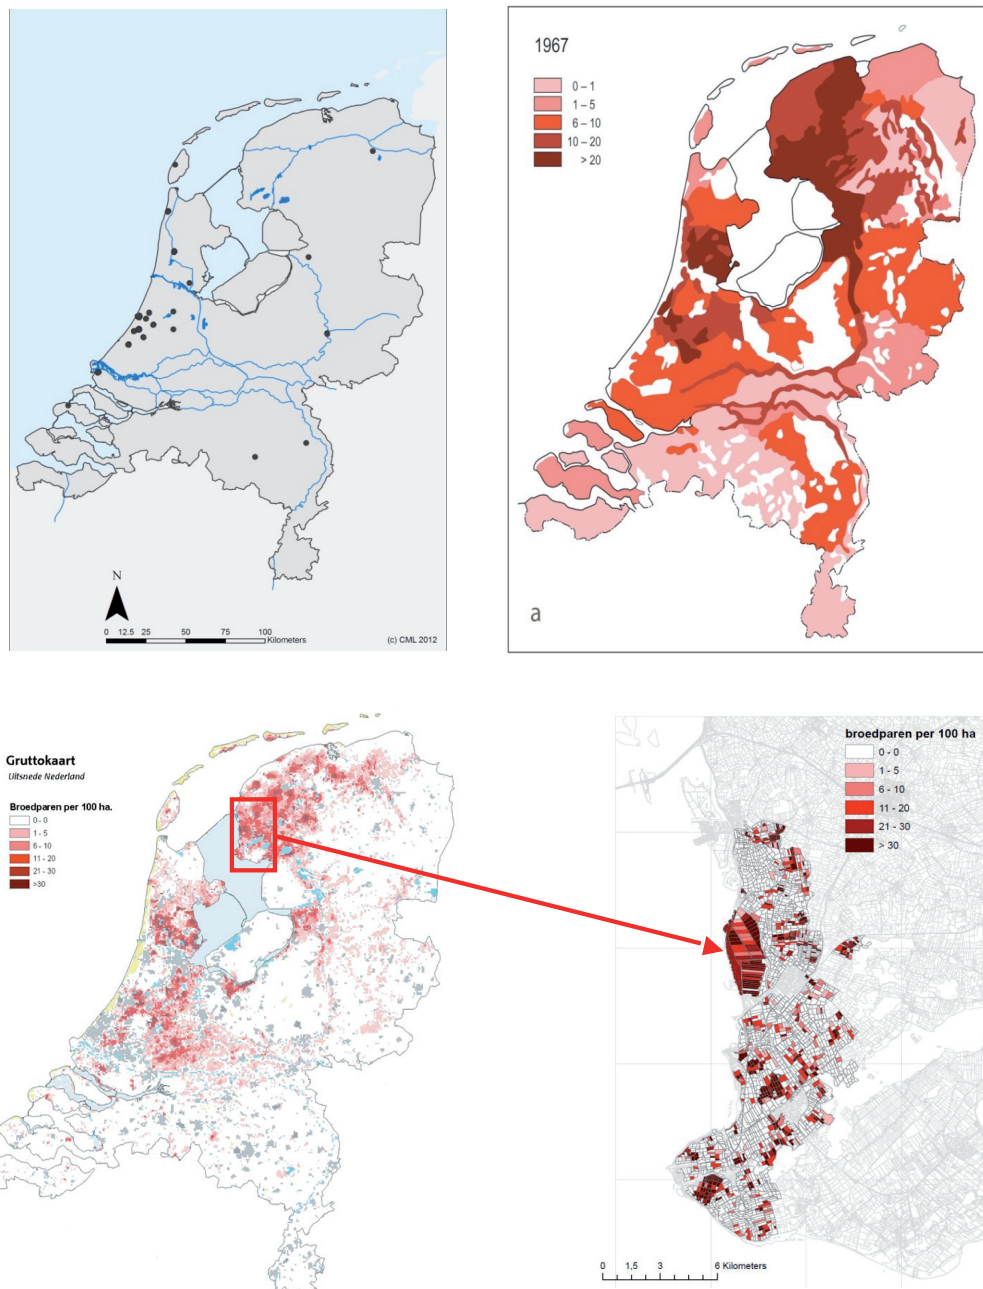 N
0 12.5 25 50 75 100
Kilometers
(c) CML 2012
1967
0 – 1
1 – 5
6 – 10
10 – 20
> 20
a
Gruttokaart
Uitsnede Nederland
Broedparen per 100 ha.
0 - 0
1 - 5
6 - 10
11 - 20
21 - 30
>30
broedparen per 100 ha
0 - 0
1 - 5
6 - 10
11 - 20
21 - 30
> 30
0 1,5 3 6 Kilometers